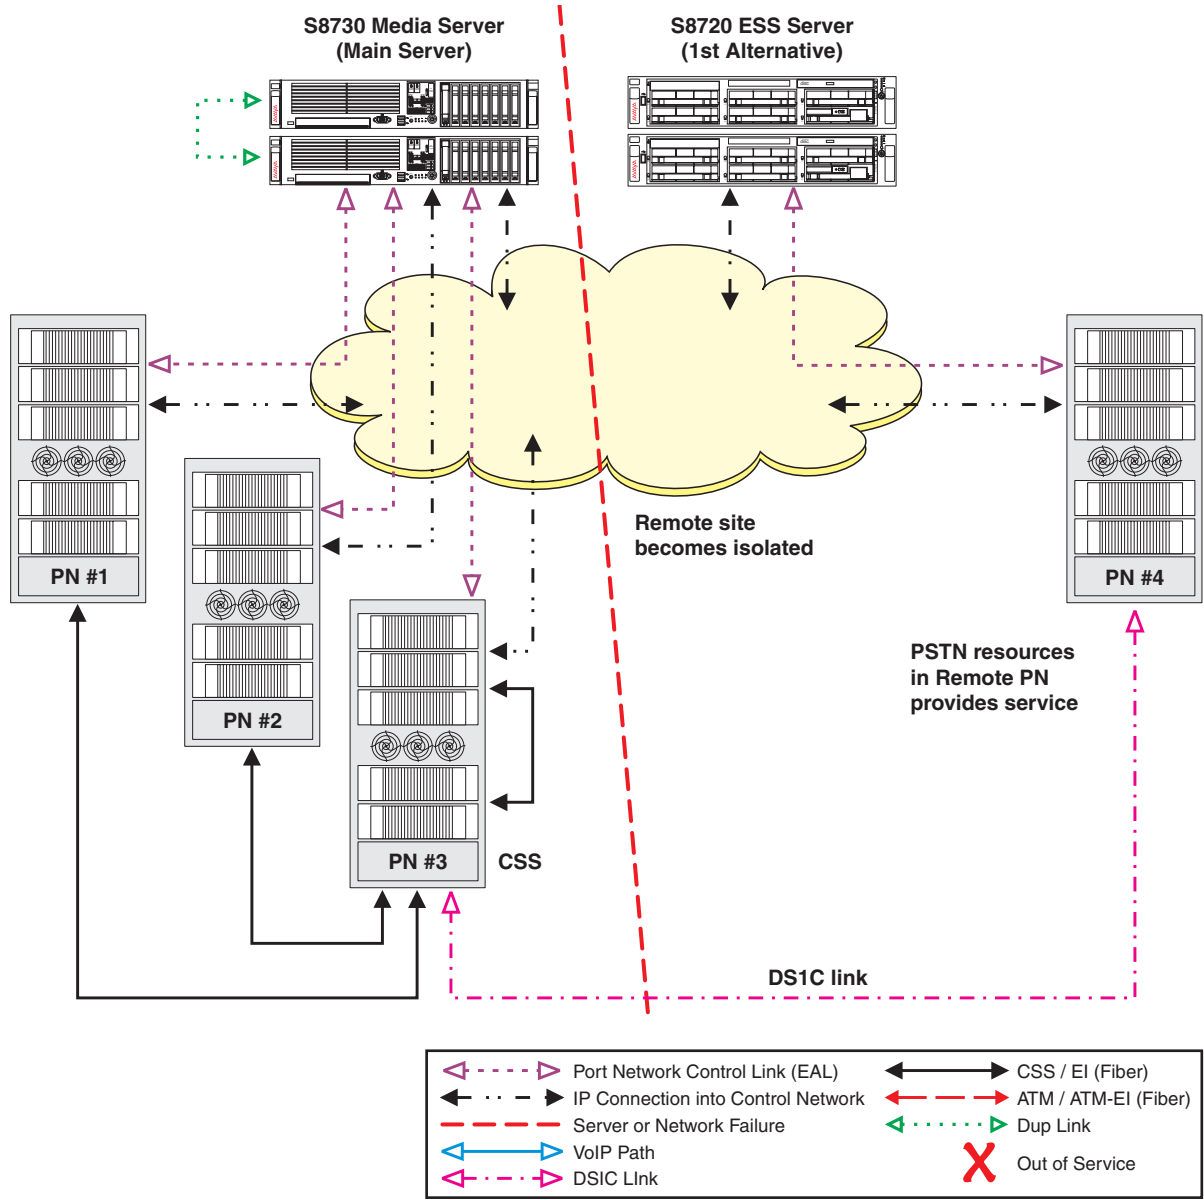 S8730 Media Server
(Main Server)
S8720 ESS Server
(1st Alternative)
Remote site
becomes isolated
PN #1
PN #2
PN #3
CSS
PN #4
PSTN resources
in Remote PN
provides service
DS1C link
Port Network Control Link (EAL)
IP Connection into Control Network
Server or Network Failure
VoIP Path
DSIC LInk
CSS / EI (Fiber)
ATM / ATM-EI (Fiber)
Dup Link
Out of Service